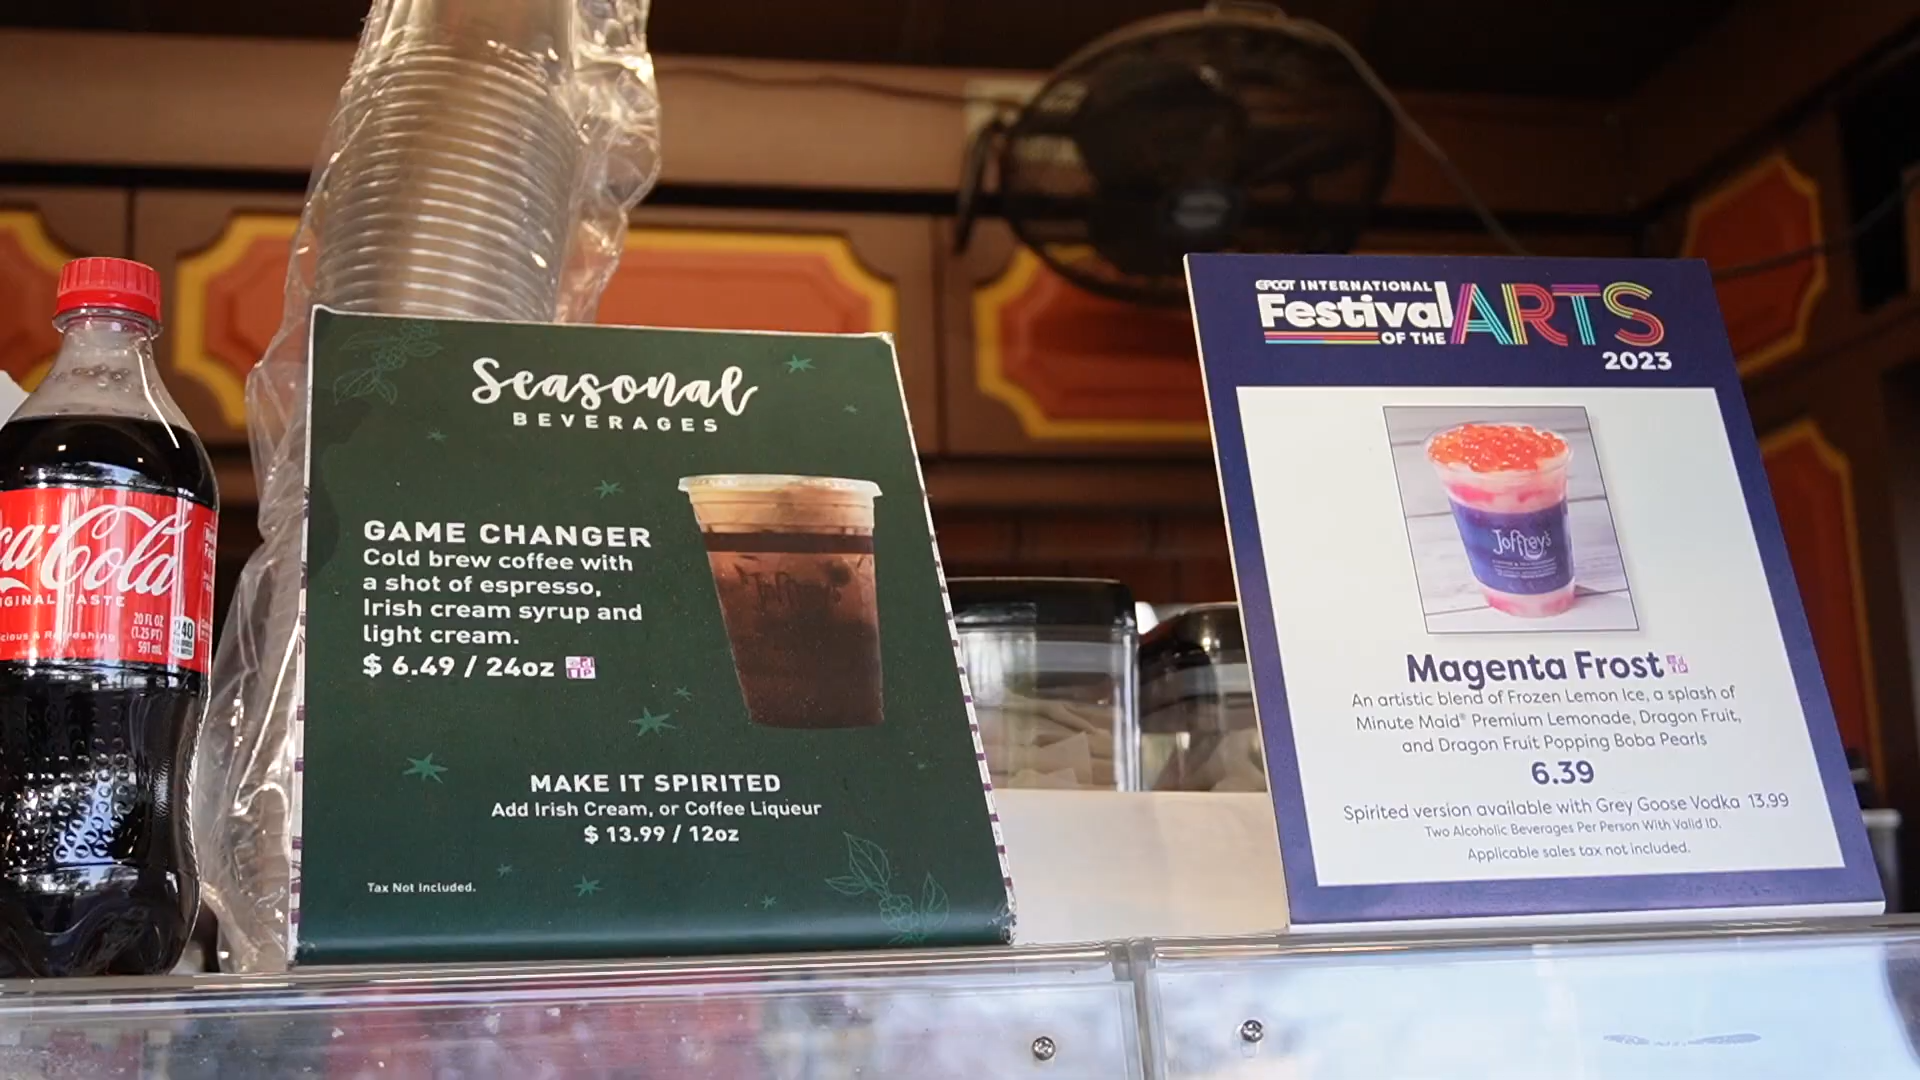 Coca-Cola
ORIGINAL TASTE
20 FL OZ
(1.25 PT)
591 mL
240
Seasonal
BEVERAGES
GAME CHANGER
Cold brew coffee with
a shot of espresso,
Irish cream syrup and
light cream.
$ 6.49 / 24oz
MAKE IT SPIRITED
Add Irish Cream, or Coffee Liqueur
$ 13.99 / 12oz
Tax Not Included.
EPCOT INTERNATIONAL
Festival
OF THE
ARTS
2023
Joffrey's
Magenta Frost
An artistic blend of Frozen Lemon Ice, a splash of
Minute Maid® Premium Lemonade, Dragon Fruit,
and Dragon Fruit Popping Boba Pearls
6.39
Spirited version available with Grey Goose Vodka 13.99
Two Alcoholic Beverages Per Person With Valid ID.
Applicable sales tax not included.